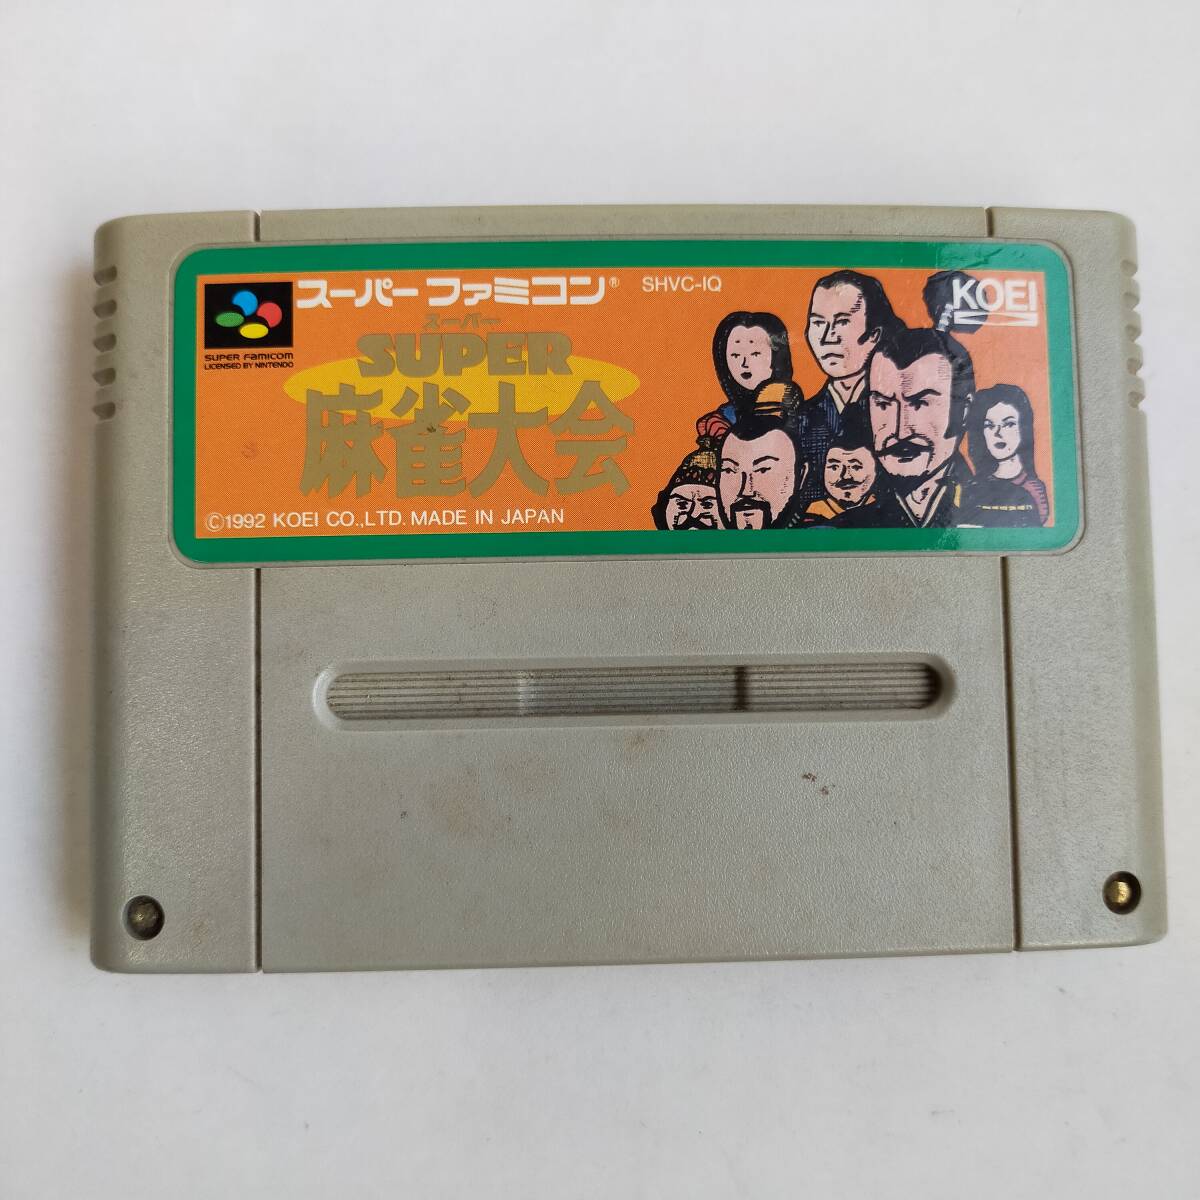 スーパーファミコン® SHVC-IQ
KOEI
SUPER FAMICOM
LICENSED BY NINTENDO
スーパー
SUPER
麻雀大会
©1992 KOEI CO.,LTD. MADE IN JAPAN